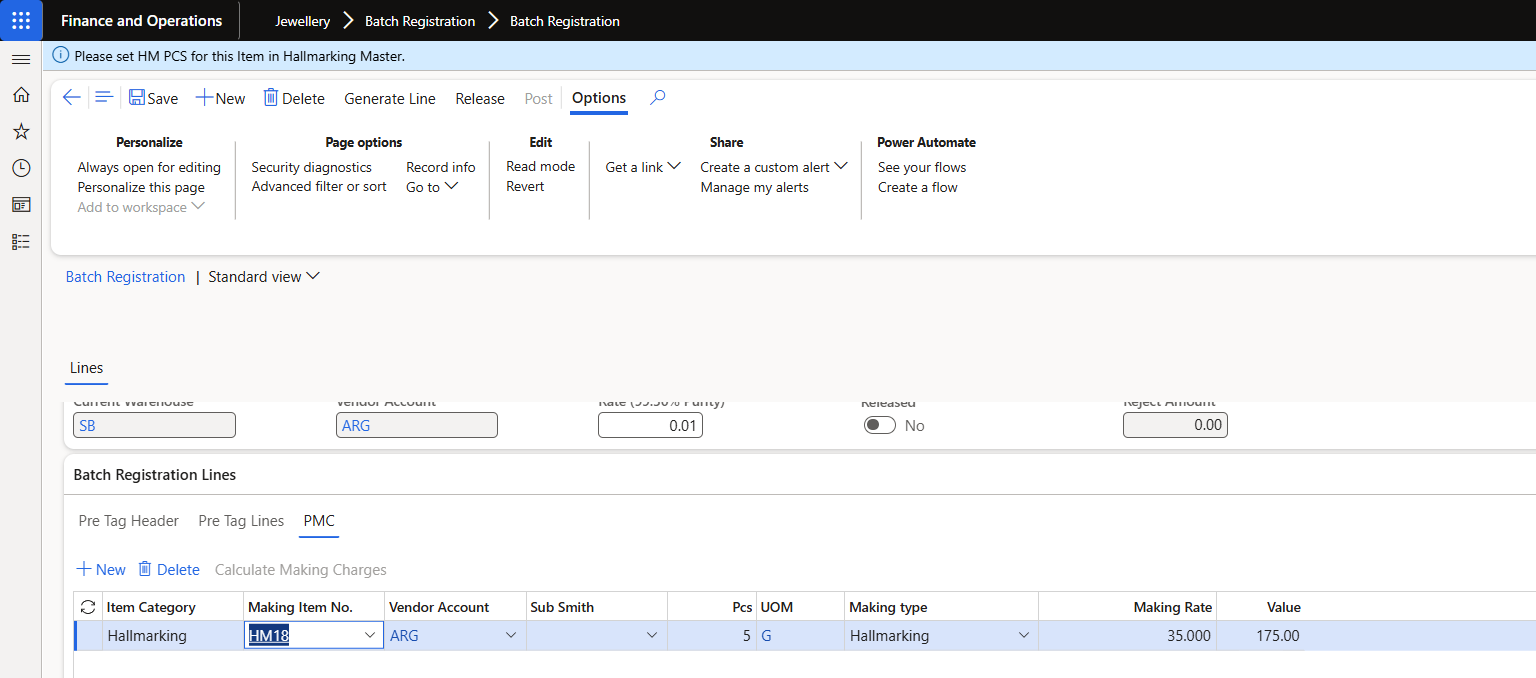 Finance and Operations
Jewellery
Batch Registration
Batch Registration
Please set HM PCS for this Item in Hallmarking Master.
Save
New
Delete
Generate Line
Release
Post
Options
Personalize
Always open for editing
Personalize this page
Add to workspace
Page options
Security diagnostics
Advanced filter or sort
Record info
Go to
Edit
Read mode
Revert
Share
Get a link
Create a custom alert
Manage my alerts
Power Automate
See your flows
Create a flow
Batch Registration | Standard view
Lines
Current Warehouse
SB
Vendor Account
ARG
Rate (99.50% Purity)
0.01
Released
No
Reject Amount
0.00
Batch Registration Lines
Pre Tag Header
Pre Tag Lines
PMC
New
Delete
Calculate Making Charges
Item Category Making Item No. Vendor Account Sub Smith Pcs UOM Making type Making Rate Value
Hallmarking HM18 ARG 5 G Hallmarking 35.000 175.00